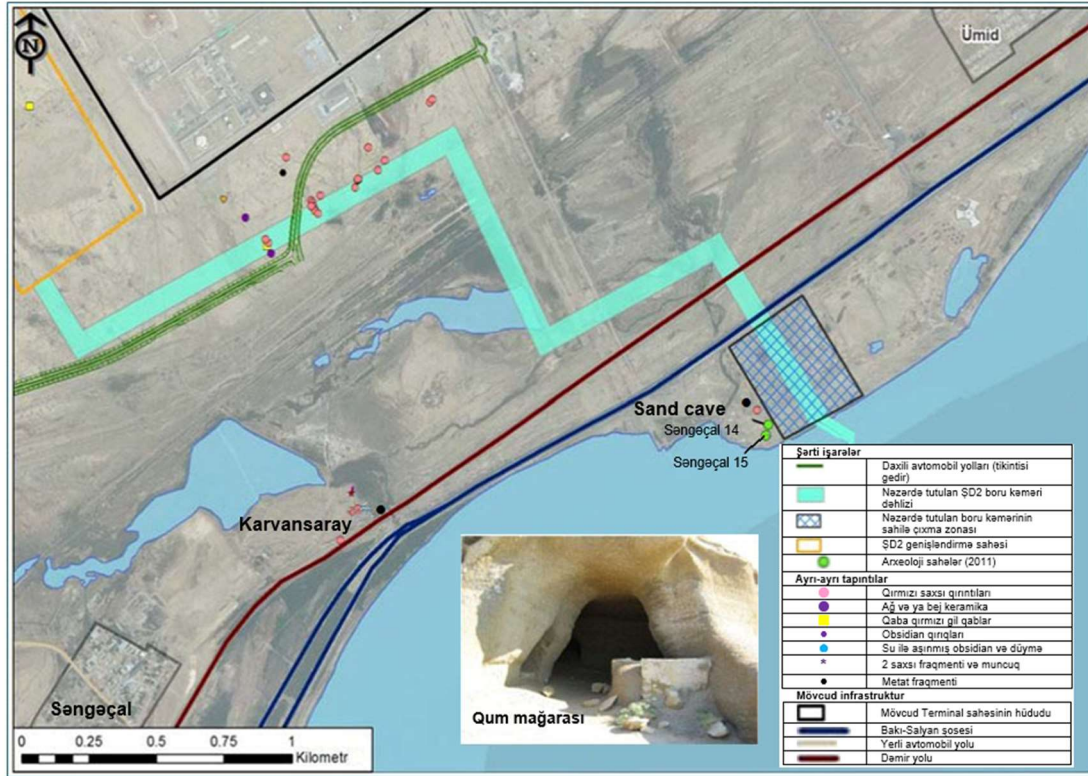 N
Ümid
Sand cave
Səngəçal 14
Səngəçal 15
Karvansaray
Səngəçal
0 0.25 0.5 0.75 1
Kilometr
Qum mağarası
Şərti işarələr
Daxili avtomobil yolları (tikintisi gedir)
Nəzərdə tutulan ŞD2 boru kəməri dəhlizi
Nəzərdə tutulan boru kəmərinin sahilə çıxma zonası
ŞD2 genişləndirmə sahəsi
Arxeoloji sahələr (2011)
Ayrı-ayrı tapıntılar
Qırmızı saxsı qırıntıları
Ağ və ya bej keramika
Qaba qırmızı gil qablar
Obsidian qırıqları
Su ilə aşınmış obsidian və düymə
2 saxsı fraqmenti və muncuq
Metat fraqmenti
Mövcud infrastruktur
Mövcud Terminal sahəsinin hüdudu
Bakı-Salyan şosesi
Yerli avtomobil yolu
Dəmir yolu